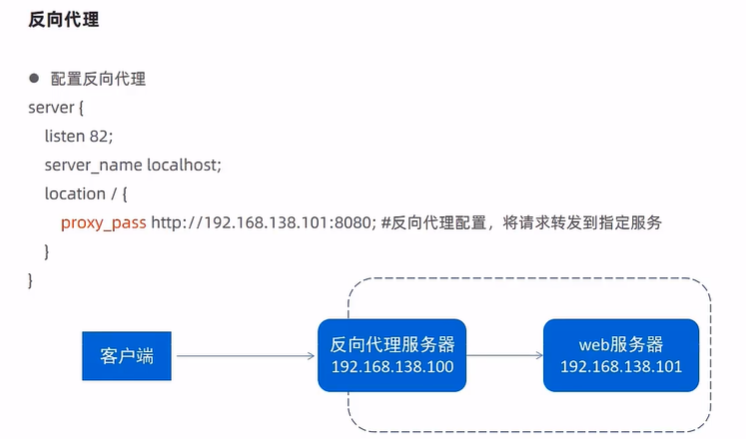 反向代理
● 配置反向代理
server {
listen 82;
server_name localhost;
location / {
proxy_pass http://192.168.138.101:8080; #反向代理配置，将请求转发到指定服务
}
}
客户端
反向代理服务器
192.168.138.100
web服务器
192.168.138.101